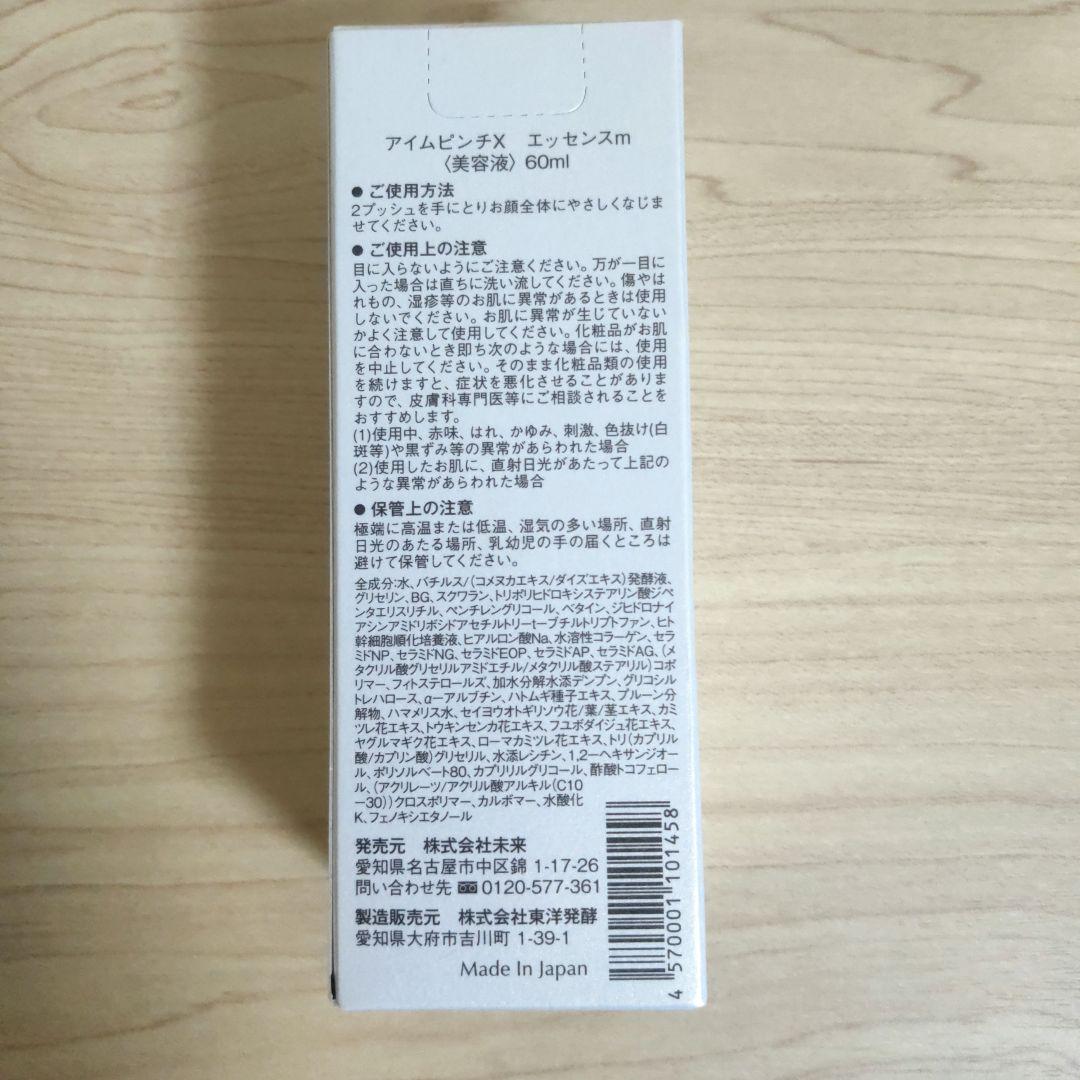 アイムピンチX　エッセンスm
〈美容液〉60ml
● ご使用方法
2プッシュを手にとりお顔全体にやさしくなじま
せてください。
● ご使用上の注意
目に入らないようにご注意ください。万が一目に
入った場合は直ちに洗い流してください。傷やは
れもの、湿疹等のお肌に異常があるときは使用
しないでください。お肌に異常が生じていない
かよく注意して使用してください。化粧品がお肌
に合わないとき即ち次のような場合には、使用
を中止してください。そのまま化粧品類の使用
を続けますと、症状を悪化させることがありま
すので、皮膚科専門医等にご相談されることを
おすすめします。
(1)使用中、赤味、はれ、かゆみ、刺激、色抜け(白
斑等)や黒ずみ等の異常があらわれた場合
(2)使用したお肌に、直射日光があたって上記の
ような異常があらわれた場合
● 保管上の注意
極端に高温または低温、湿気の多い場所、直射
日光のあたる場所、乳幼児の手の届くところは
避けて保管してください。
全成分:水、バチルス/(コメヌカエキス/ダイズエキス)発酵液、
グリセリン、BG、スクワラン、トリポリヒドロキシステアリン酸ジペ
ンタエリスリチル、ペンチレングリコール、ベタイン、ジヒドロナイ
アシンアミドリボシドアセチルトリーtーブチルトリプトファン、ヒト
幹細胞順化培養液、ヒアルロン酸Na、水溶性コラーゲン、セラ
ミドNP、セラミドNG、セラミドEOP、セラミドAP、セラミドAG、(メ
タクリル酸グリセリルアミドエチル/メタクリル酸ステアリル)コポ
リマー、フィトステロールズ、加水分解水添デンプン、グリコシル
トレハロース、αーアルブチン、ハトムギ種子エキス、プルーン分
解物、ハマメリス水、セイヨウオトギリソウ花/葉/茎エキス、カミ
ツレ花エキス、トウキンセンカ花エキス、フユボダイジュ花エキス、
ヤグルマギク花エキス、ローマカミツレ花エキス、トリ(カプリル
酸/カプリン酸)グリセリル、水添レシチン、1,2ーヘキサンジオー
ル、ポリソルベート80、カプリリルグリコール、酢酸トコフェロー
ル、(アクリレーツ/アクリル酸アルキル(C10
ー30))クロスポリマー、カルボマー、水酸化
K、フェノキシエタノール
発売元　株式会社未来
愛知県名古屋市中区錦 1-17-26
問い合わせ先 0120-577-361
製造販売元　株式会社東洋発酵
愛知県大府市吉川町 1-39-1
Made In Japan
4 570001 101458